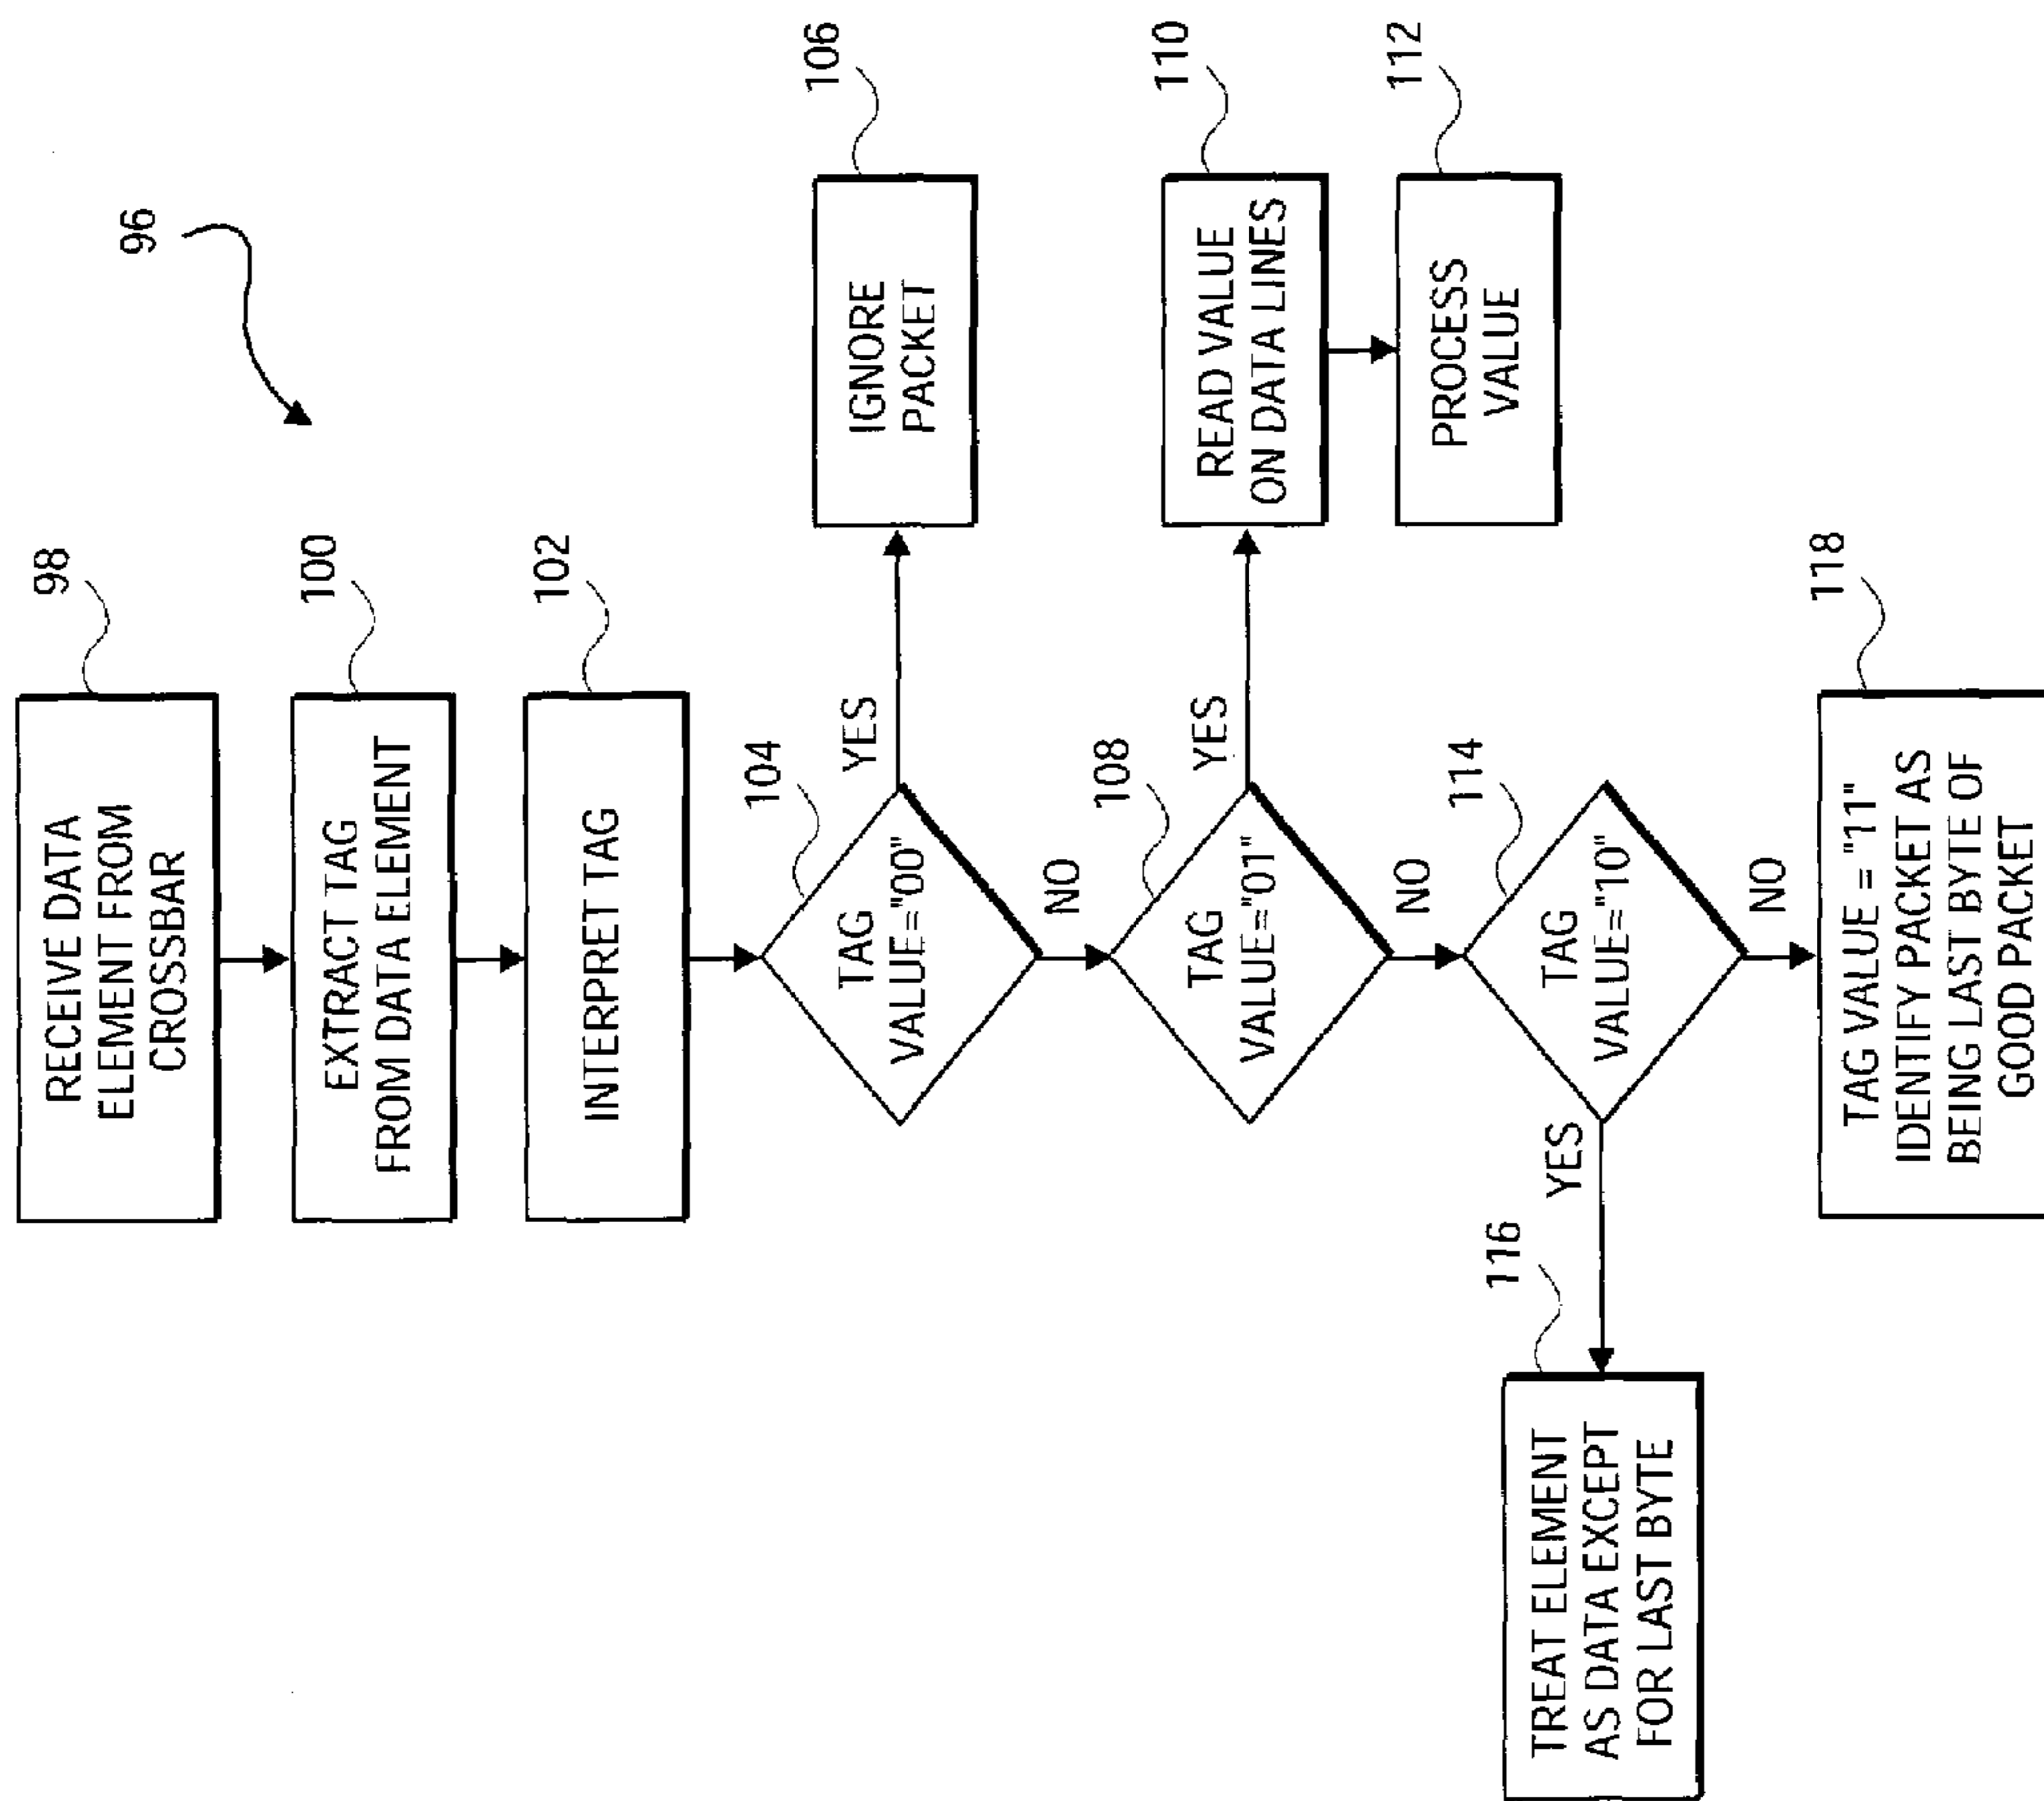 96
98
RECEIVE DATA
ELEMENT FROM
CROSSBAR
100
EXTRACT TAG
FROM DATA ELEMENT
102
INTERPRET TAG
104
TAG
VALUE="00"
YES
106
IGNORE
PACKET
NO
108
TAG
VALUE="01"
YES
110
READ VALUE
ON DATA LINES
112
PROCESS
VALUE
NO
114
TAG
VALUE="10"
YES
116
TREAT ELEMENT
AS DATA EXCEPT
FOR LAST BYTE
NO
118
TAG VALUE = "11"
IDENTIFY PACKET AS
BEING LAST BYTE OF
GOOD PACKET